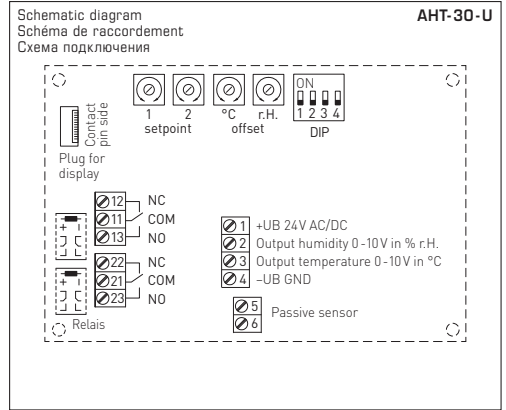 Schematic diagram
AHT-30-U
Schéma de raccordement
Схема подключения
Contact
pin side
Plug for
display
1 2
setpoint
°C r.H.
offset
ON
1 2 3 4
DIP
12 NC
11 COM
13 NO
22 NC
21 COM
23 NO
+ -
+ -
Relais
1 +UB 24V AC/DC
2 Output humidity 0-10V in % r.H.
3 Output temperature 0-10V in °C
4 –UB GND
5
6
Passive sensor